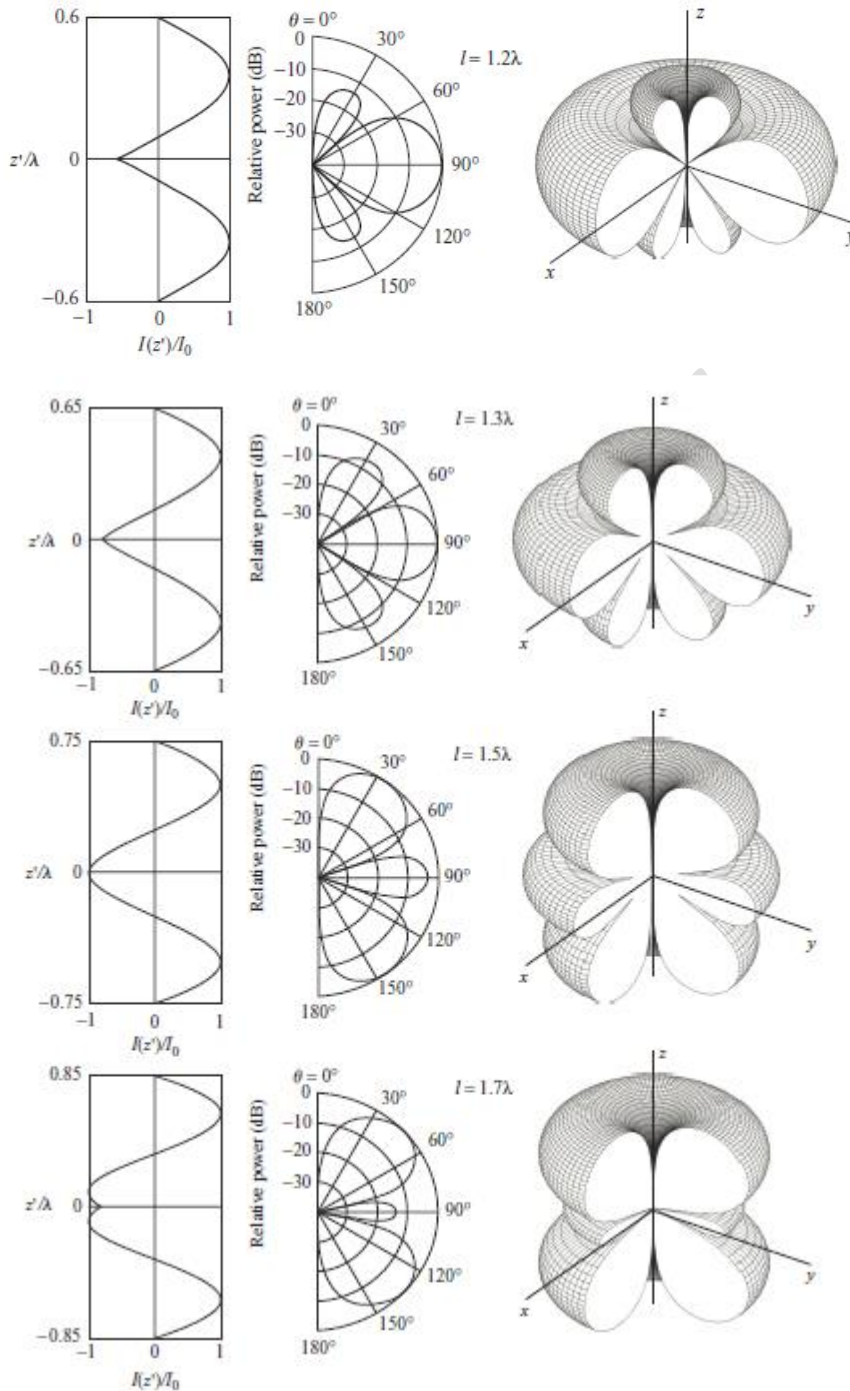 0.6
z'/λ
0
−0.6
−1 0 1
I(z')/I₀
θ = 0°
0
−10
−20
−30
Relative power (dB)
30°
60°
90°
120°
150°
180°
l = 1.2λ
z
x
y
0.65
z'/λ
0
−0.65
−1 0 1
I(z')/I₀
θ = 0°
0
−10
−20
−30
Relative power (dB)
30°
60°
90°
120°
150°
180°
l = 1.3λ
z
x
y
0.75
z'/λ
0
−0.75
−1 0 1
I(z')/I₀
θ = 0°
0
−10
−20
−30
Relative power (dB)
30°
60°
90°
120°
150°
180°
l = 1.5λ
z
x
y
0.85
z'/λ
0
−0.85
−1 0 1
I(z')/I₀
θ = 0°
0
−10
−20
−30
Relative power (dB)
30°
60°
90°
120°
150°
180°
l = 1.7λ
z
x
y